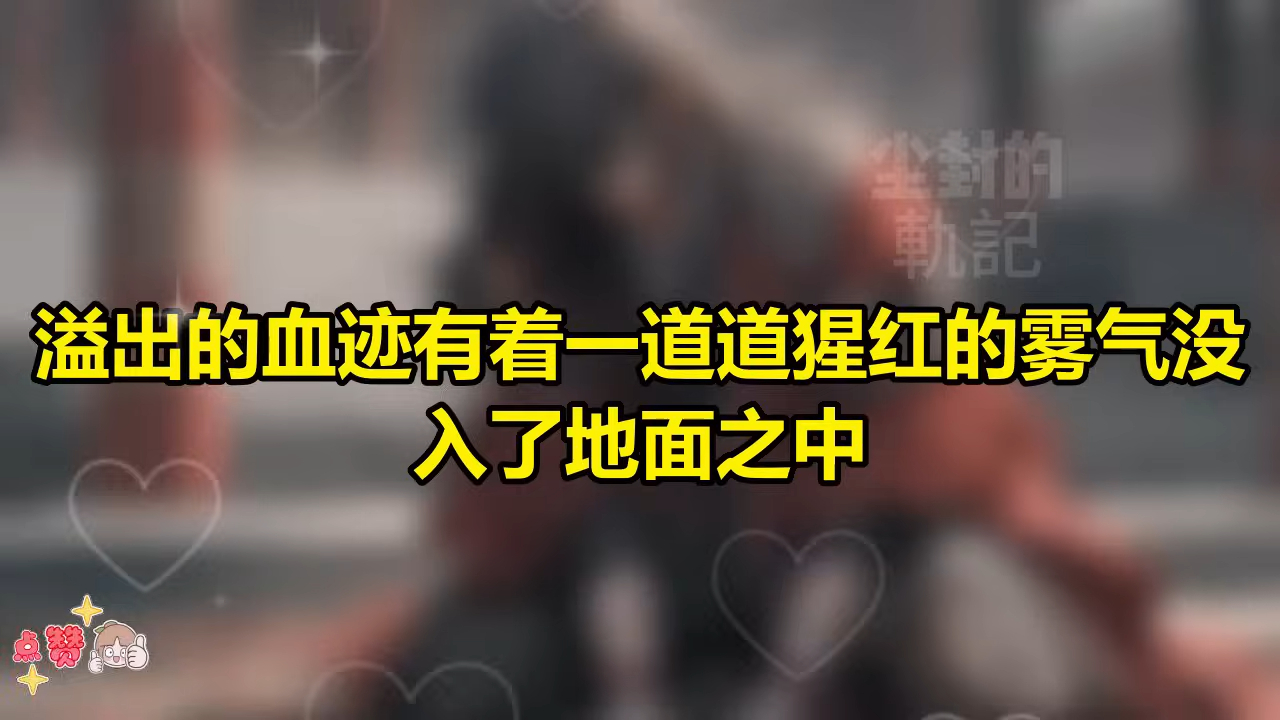 尘封的
軌記
溢出的血迹有着一道道猩红的雾气没
入了地面之中
点赞